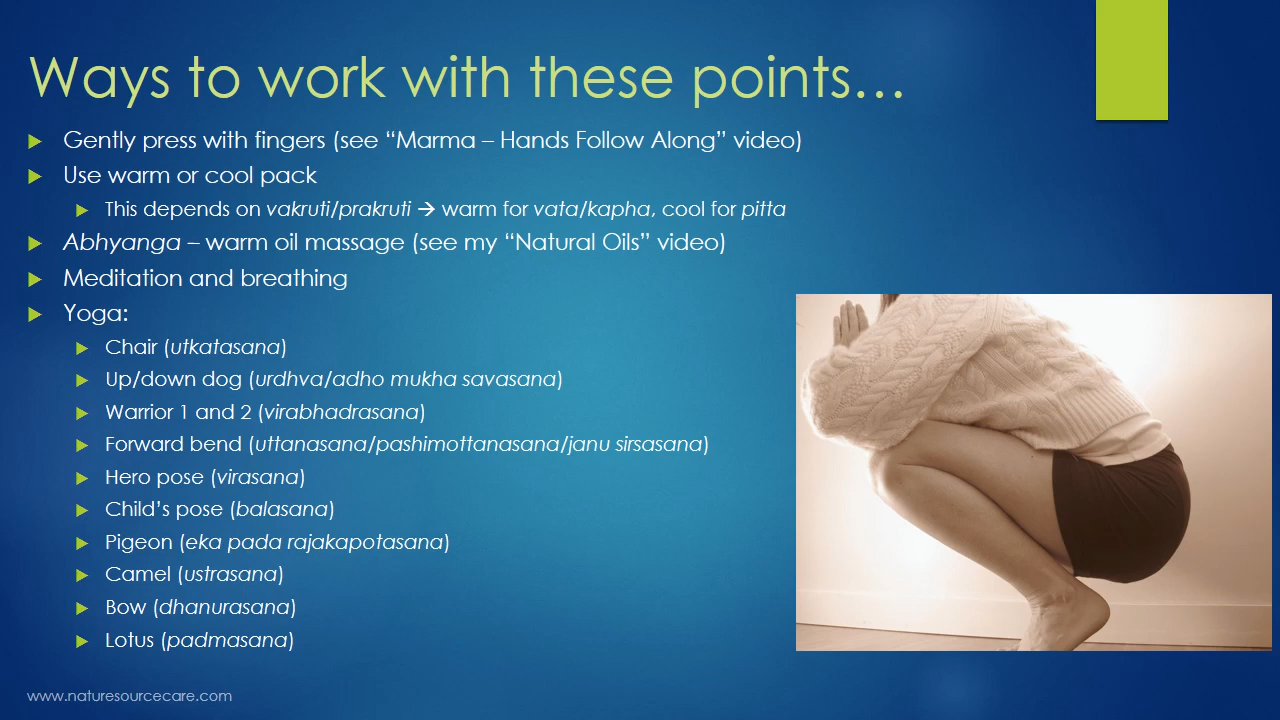 Ways to work with these points…
Gently press with fingers (see “Marma – Hands Follow Along” video)
Use warm or cool pack
This depends on vakruti/prakruti → warm for vata/kapha, cool for pitta
Abhyanga – warm oil massage (see my “Natural Oils” video)
Meditation and breathing
Yoga:
Chair (utkatasana)
Up/down dog (urdhva/adho mukha savasana)
Warrior 1 and 2 (virabhadrasana)
Forward bend (uttanasana/pashimottanasana/janu sirsasana)
Hero pose (virasana)
Child’s pose (balasana)
Pigeon (eka pada rajakapotasana)
Camel (ustrasana)
Bow (dhanurasana)
Lotus (padmasana)
www.naturesourcecare.com